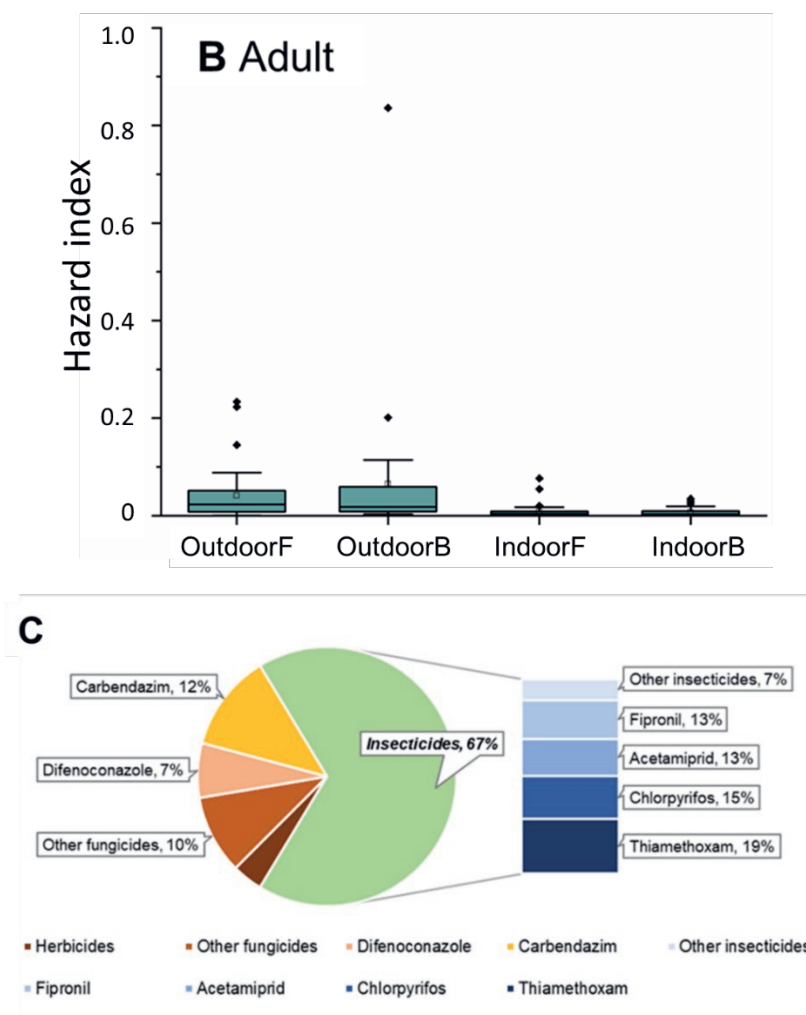 B Adult
Hazard index
1.0
0.8
0.6
0.4
0.2
0
OutdoorF OutdoorB IndoorF IndoorB
C
Carbendazim, 12%
Difenoconazole, 7%
Other fungicides, 10%
Insecticides, 67%
Other insecticides, 7%
Fipronil, 13%
Acetamiprid, 13%
Chlorpyrifos, 15%
Thiamethoxam, 19%
Herbicides Other fungicides Difenoconazole Carbendazim Other insecticides
Fipronil Acetamiprid Chlorpyrifos Thiamethoxam